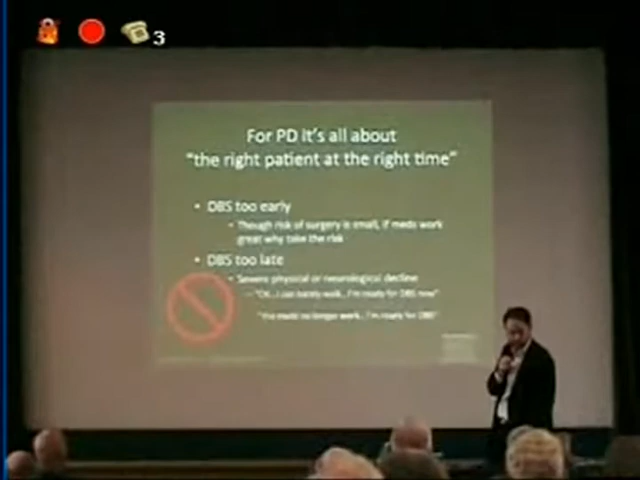 3
For PD it's all about
"the right patient at the right time"
• DBS too early
• Though risk of surgery is small, if meds work
great why take the risk
• DBS too late
• Severe physical or neurological decline
– "OK...I can barely walk...I'm ready for DBS now"
"The meds no longer work...I'm ready for DBS"